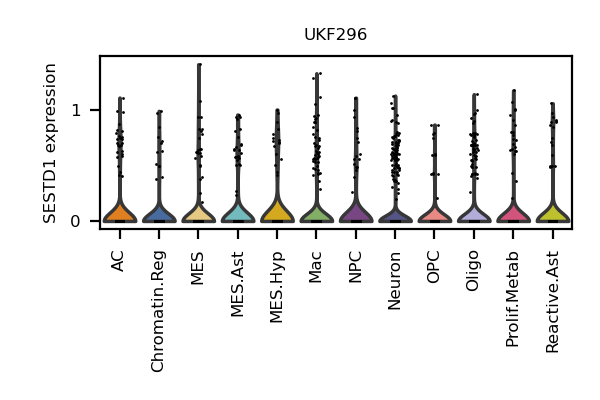 UKF296
SESTD1 expression
1
0
AC
Chromatin.Reg
MES
MES.Ast
MES.Hyp
Mac
NPC
Neuron
OPC
Oligo
Prolif.Metab
Reactive.Ast